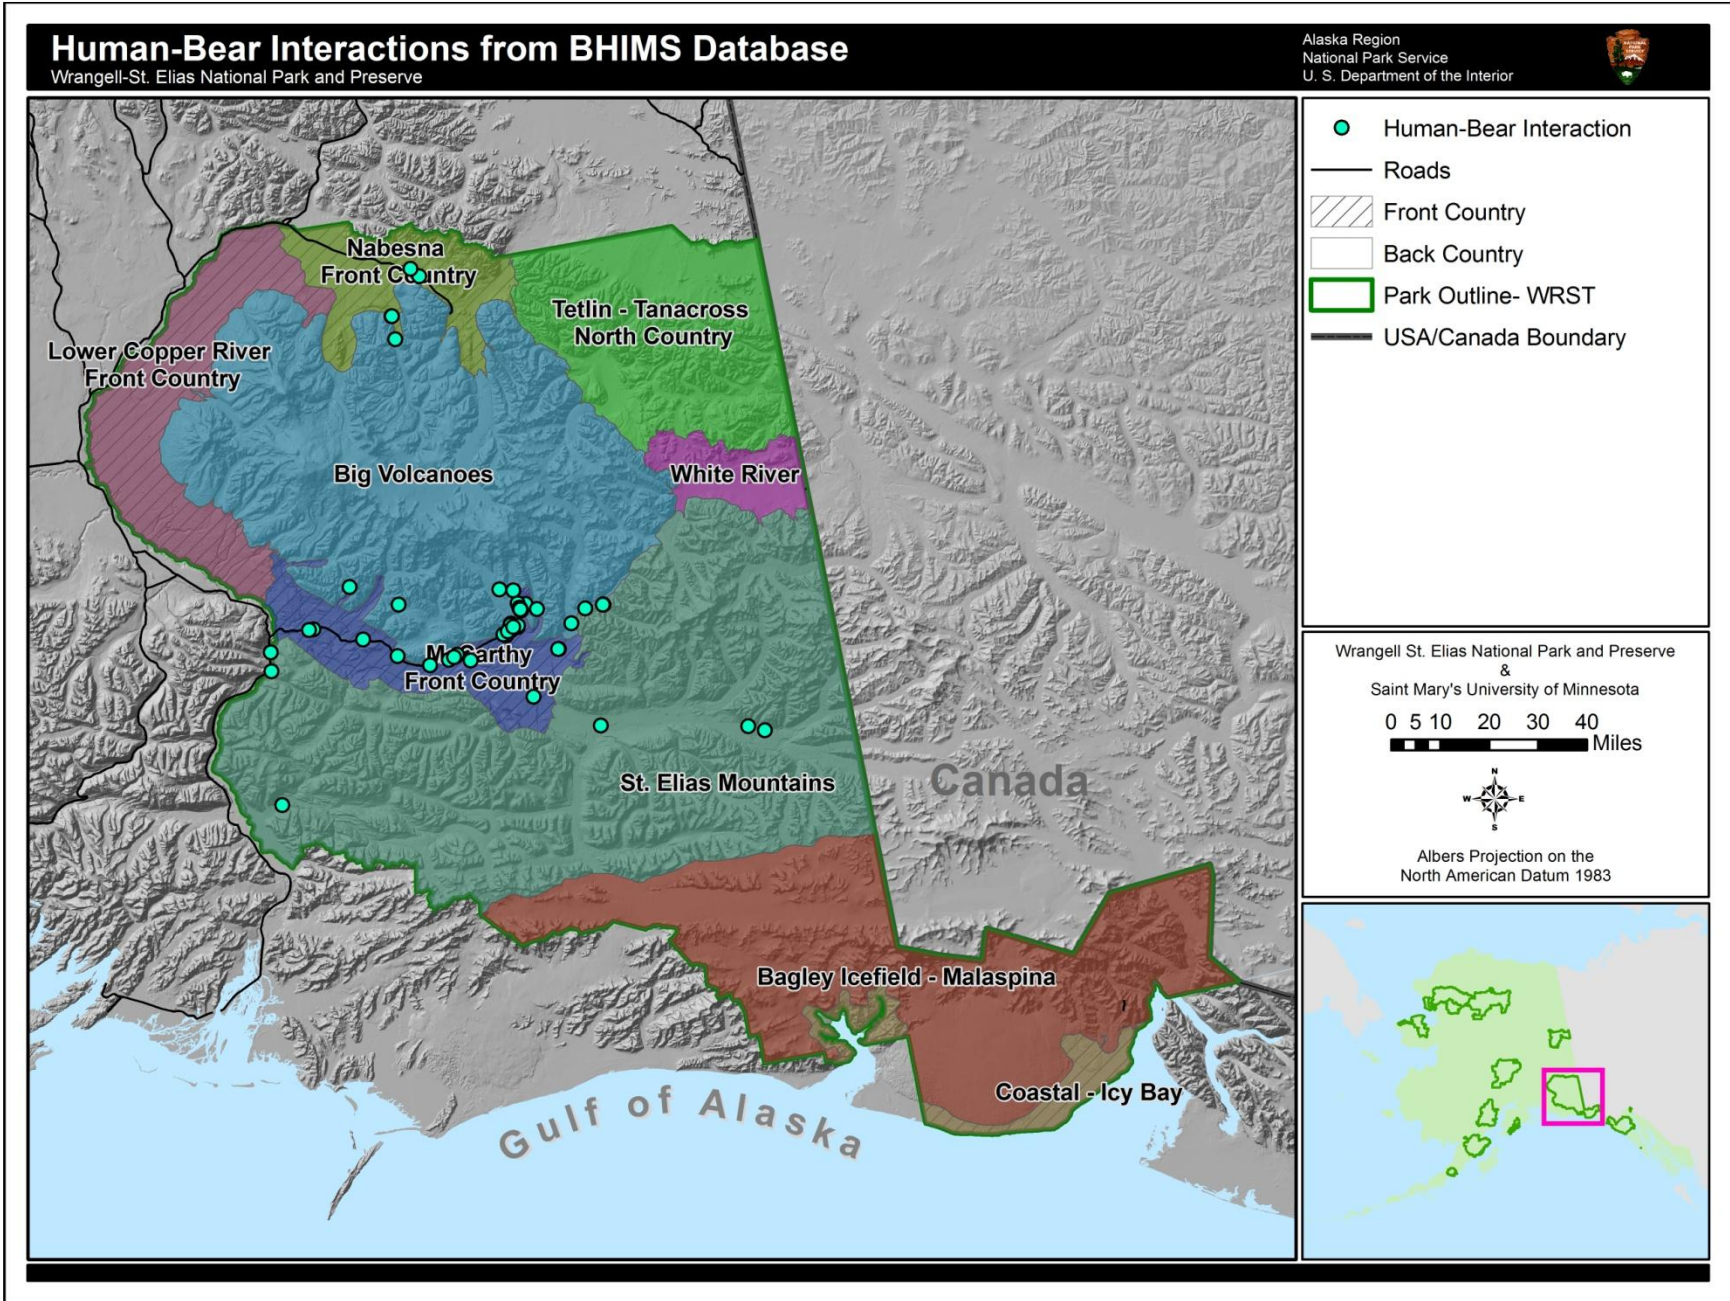 Human-Bear Interactions from BHIMS Database
Wrangell-St. Elias National Park and Preserve
Alaska Region
National Park Service
U. S. Department of the Interior
Human-Bear Interaction
Roads
Front Country
Back Country
Park Outline- WRST
USA/Canada Boundary
Nabesna
Front Country
Tetlin - Tanacross
North Country
Lower Copper River
Front Country
Big Volcanoes
White River
McCarthy
Front Country
St. Elias Mountains
Canada
Bagley Icefield - Malaspina
Coastal - Icy Bay
Gulf of Alaska
Wrangell St. Elias National Park and Preserve
&
Saint Mary's University of Minnesota
0 5 10 20 30 40
Miles
N
W E
S
Albers Projection on the
North American Datum 1983